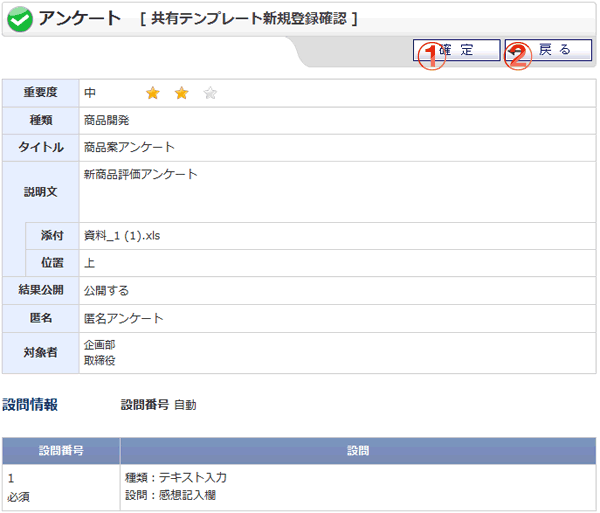 アンケート [ 共有テンプレート新規登録確認 ]
① 確 定 ② 戻 る
重要度 中
種類 商品開発
タイトル 商品案アンケート
説明文 新商品評価アンケート
添付 資料_1 (1).xls
位置 上
結果公開 公開する
匿名 匿名アンケート
対象者 企画部
取締役
設問情報 設問番号 自動
設問番号 設問
1 種類：テキスト入力
必須 設問：感想記入欄